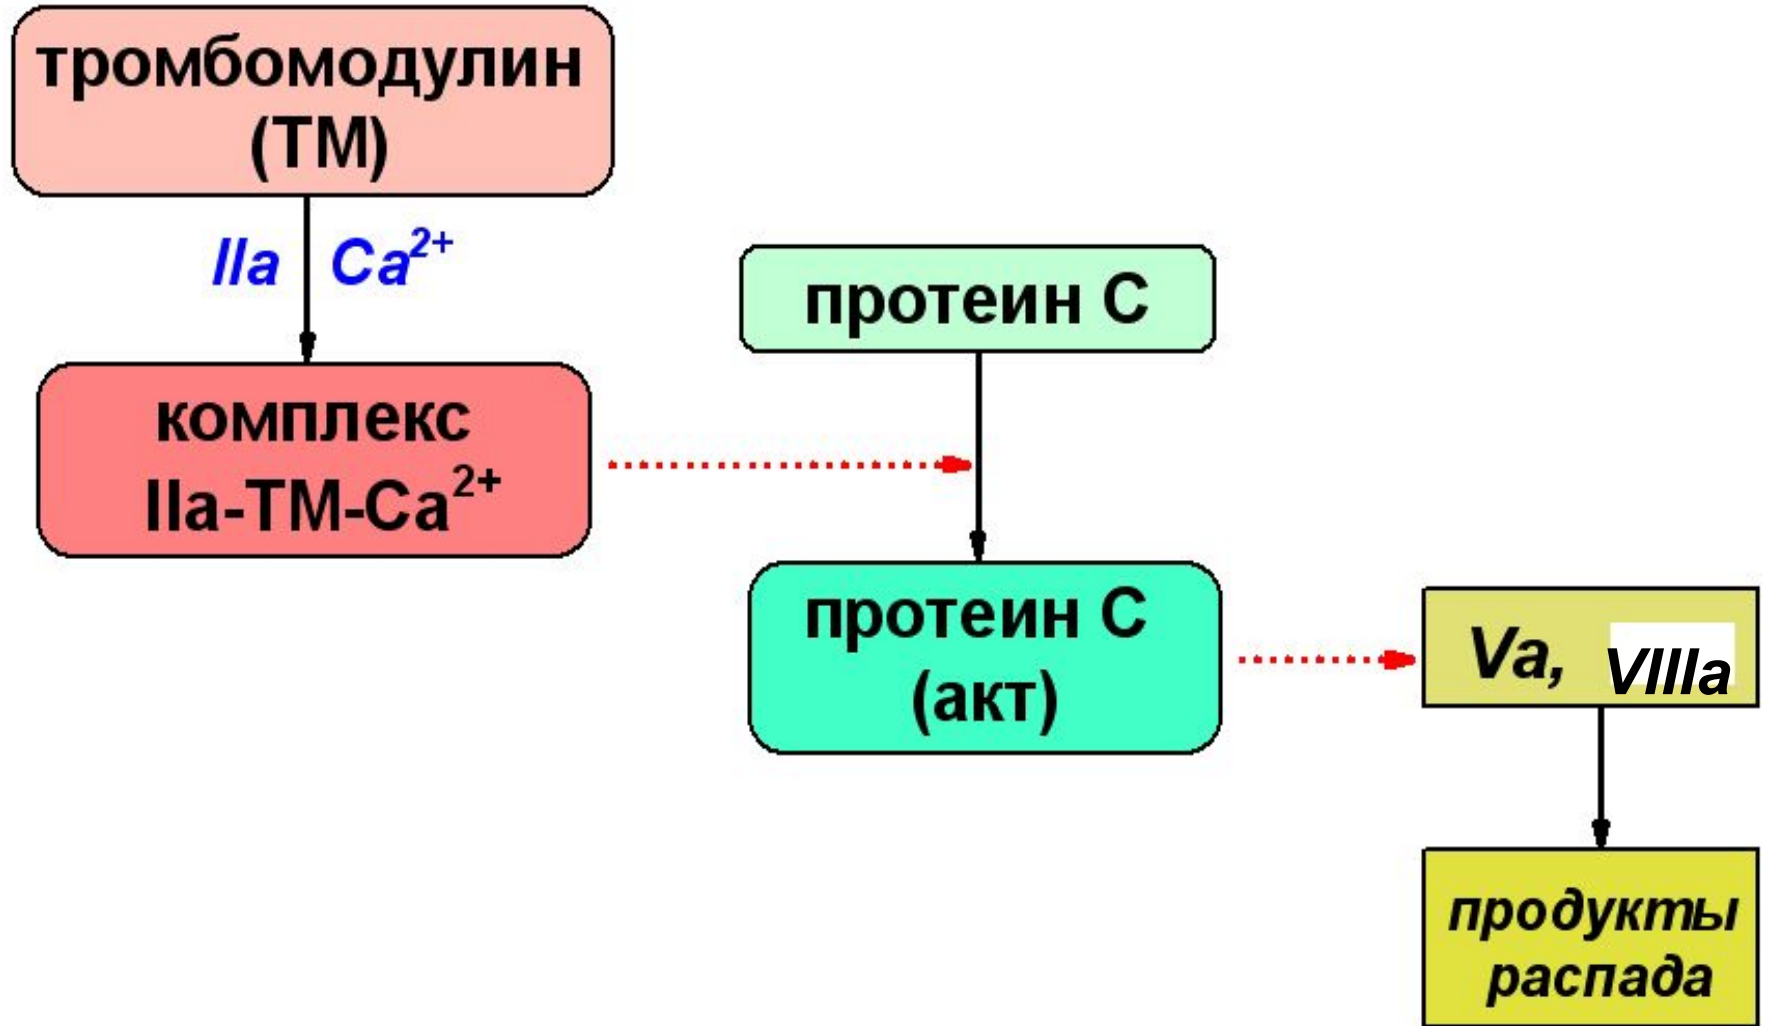 тромбомодулин
(ТМ)
IIa Ca²⁺
комплекс
IIa-TM-Ca²⁺
протеин С
протеин С
(акт)
Va, VIIIa
продукты
распада